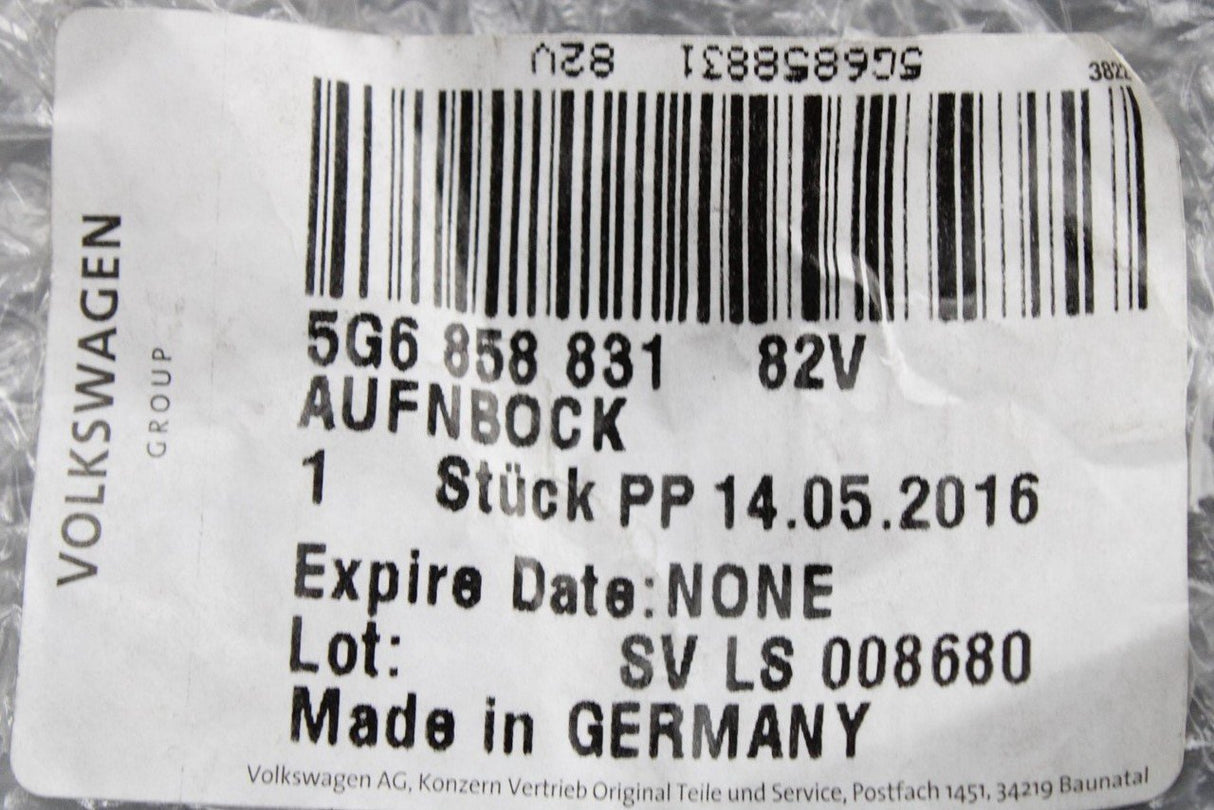 5G6858831 82V
3822
5G6 858 831 82V
AUFNBOCK
1 Stück PP 14.05.2016
Expire Date:NONE
Lot: SV LS 008680
Made in GERMANY
Volkswagen AG, Konzern Vertrieb Original Teile und Service, Postfach 1451, 34219 Baunatal
VOLKSWAGEN
GROUP